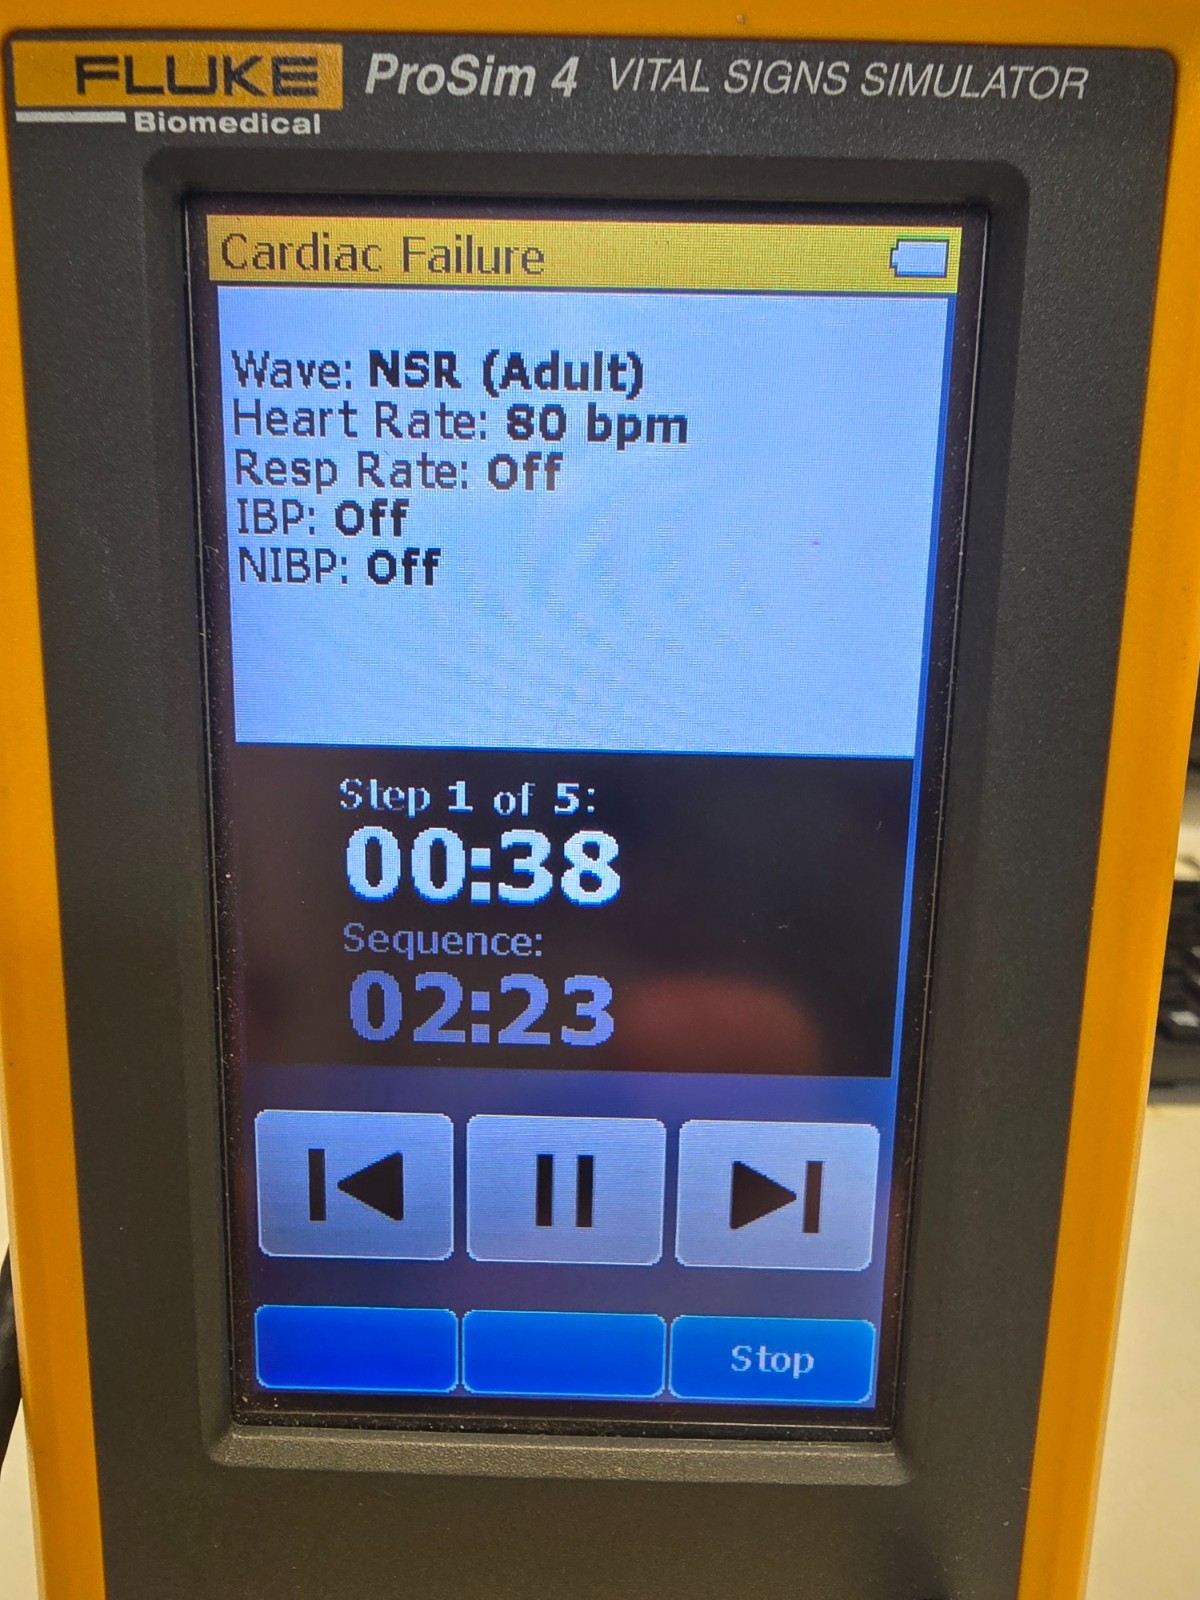 FLUKE ProSim 4 VITAL SIGNS SIMULATOR
Biomedical
Cardiac Failure
Wave: NSR (Adult)
Heart Rate: 80 bpm
Resp Rate: Off
IBP: Off
NIBP: Off
Step 1 of 5:
00:38
Sequence:
02:23
Stop